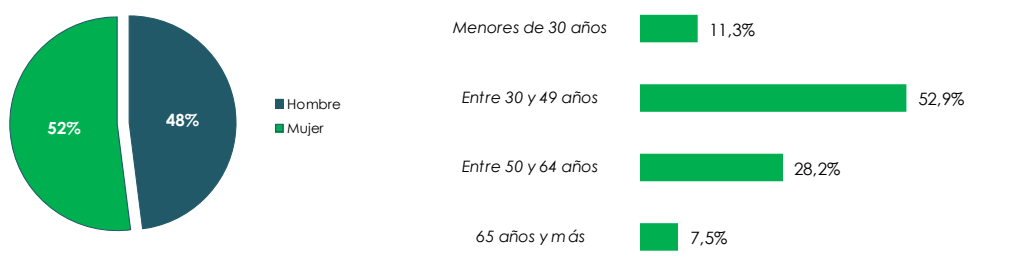 52%
48%
Hombre
Mujer
Menores de 30 años
11,3%
Entre 30 y 49 años
52,9%
Entre 50 y 64 años
28,2%
65 años y más
7,5%